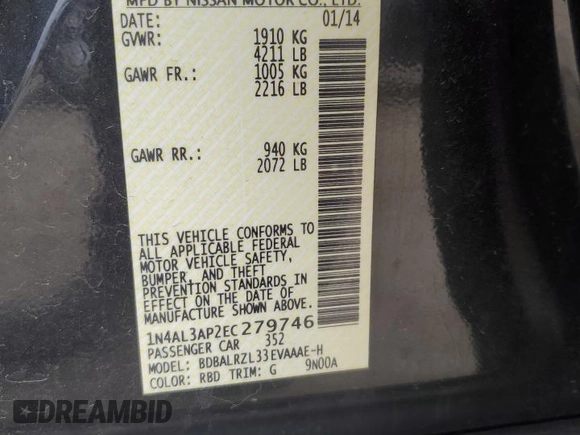 MFD BY NISSAN MOTOR CO., LTD.
DATE: 01/14
GVWR: 1910 KG
4211 LB
GAWR FR.: 1005 KG
2216 LB
GAWR RR.: 940 KG
2072 LB
THIS VEHICLE CONFORMS TO
ALL APPLICABLE FEDERAL
MOTOR VEHICLE SAFETY,
BUMPER, AND THEFT
PREVENTION STANDARDS IN
EFFECT ON THE DATE OF
MANUFACTURE SHOWN ABOVE.
1N4AL3AP2EC279746
PASSENGER CAR 352
MODEL: BDBALRZL33EVAAAE-H
COLOR: RBD TRIM: G 9N00A
DREAMBID